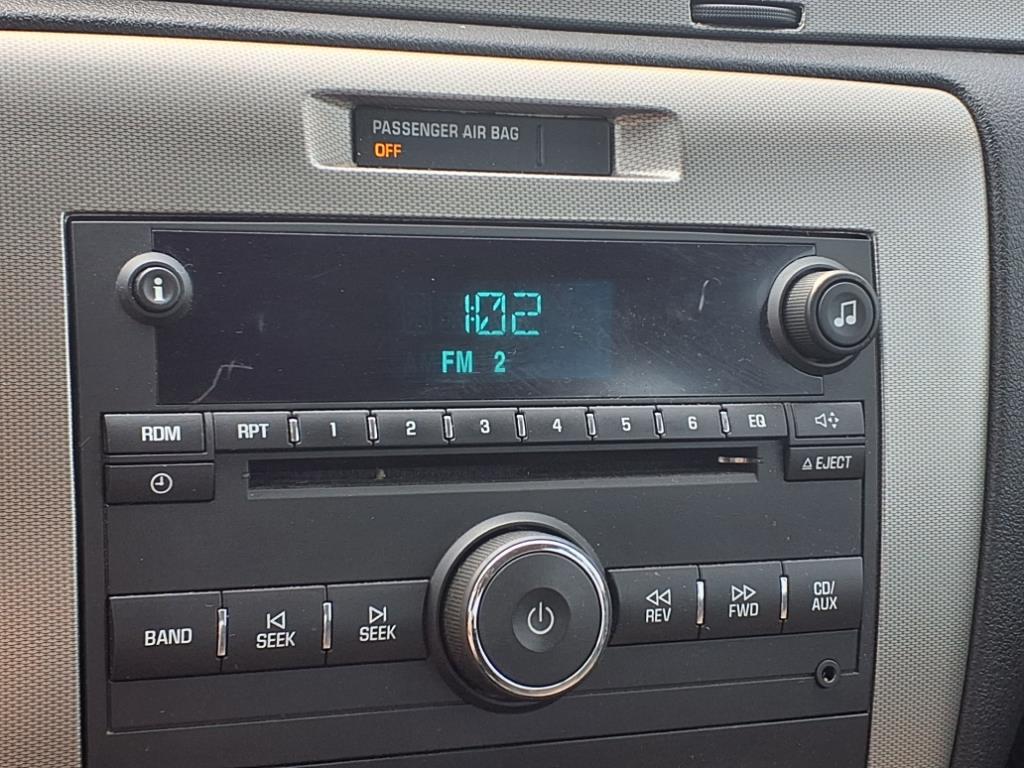 PASSENGER AIR BAG
OFF
i
1:02
FM 2
RDM RPT 1 2 3 4 5 6 EQ
EJECT
BAND SEEK SEEK REV FWD CD/
AUX